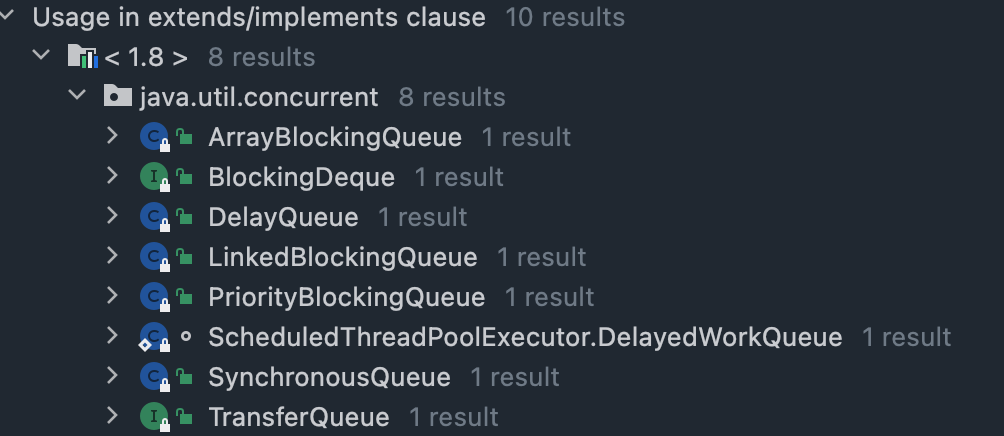 Usage in extends/implements clause 10 results
< 1.8 > 8 results
java.util.concurrent 8 results
C ArrayBlockingQueue 1 result
I BlockingDeque 1 result
C DelayQueue 1 result
C LinkedBlockingQueue 1 result
C PriorityBlockingQueue 1 result
C ScheduledThreadPoolExecutor.DelayedWorkQueue 1 result
C SynchronousQueue 1 result
I TransferQueue 1 result